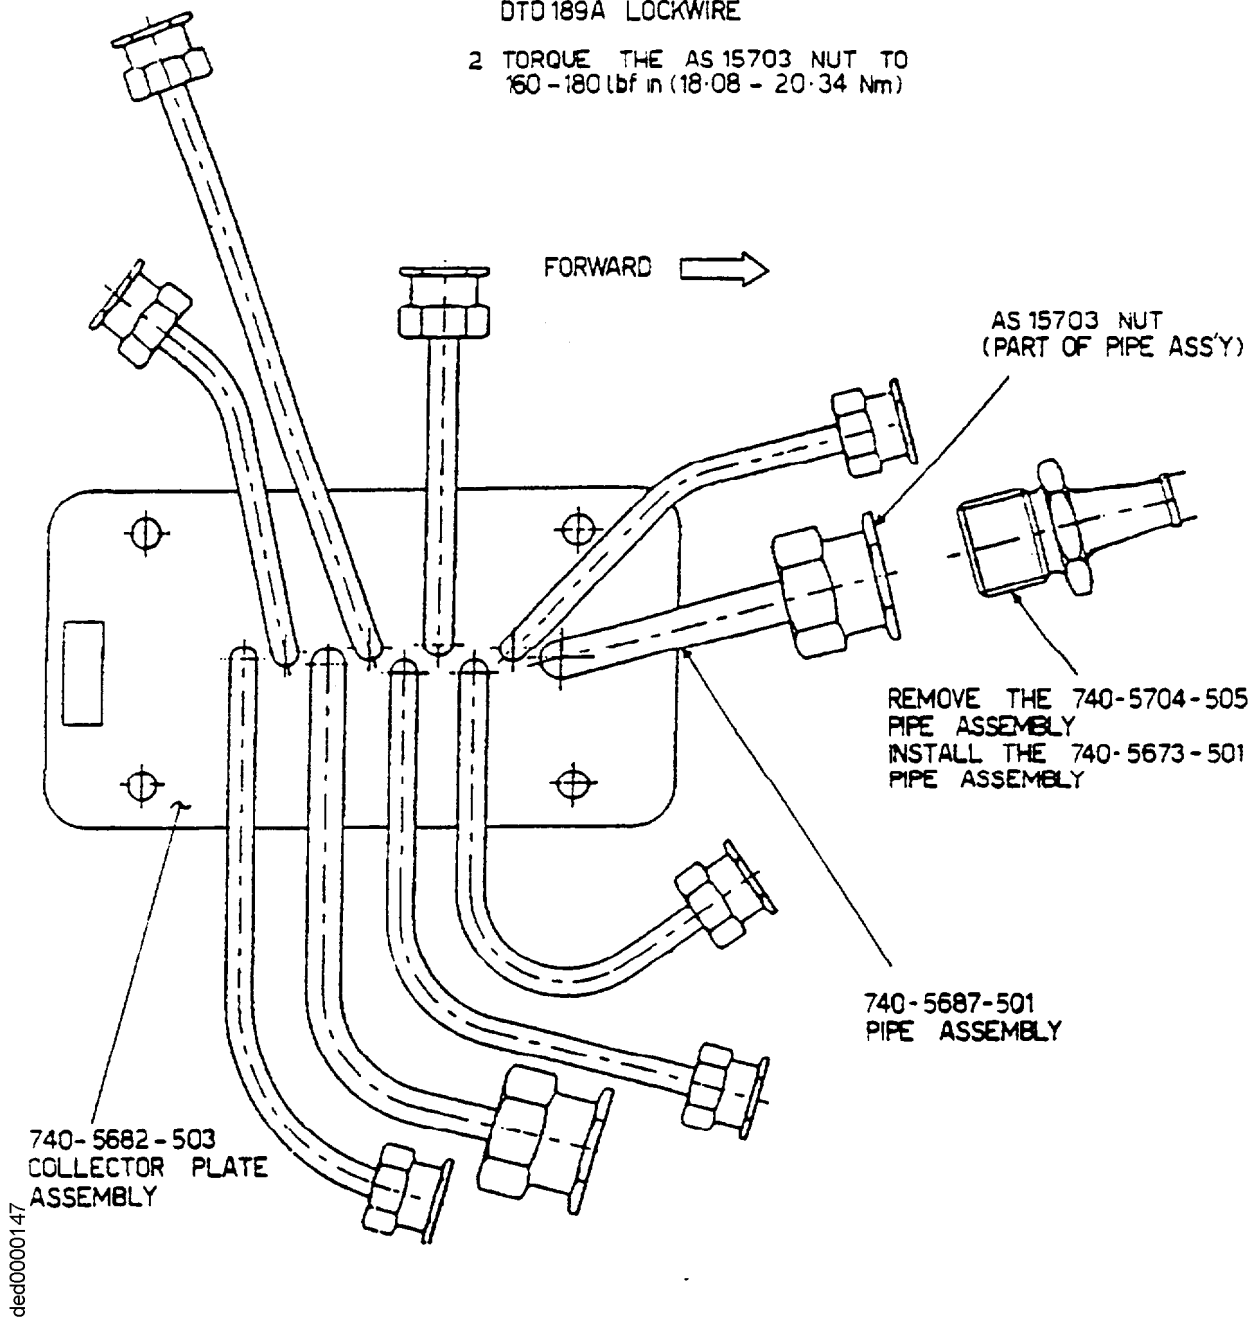 DTD 189A LOCKWIRE
2 TORQUE THE AS 15703 NUT TO
160-180 lbf in (18·08 - 20·34 Nm)
FORWARD
AS 15703 NUT
(PART OF PIPE ASS'Y)
REMOVE THE 740-5704-505
PIPE ASSEMBLY
INSTALL THE 740-5673-501
PIPE ASSEMBLY
740-5687-501
PIPE ASSEMBLY
740-5682-503
COLLECTOR PLATE
ASSEMBLY
ded0000147